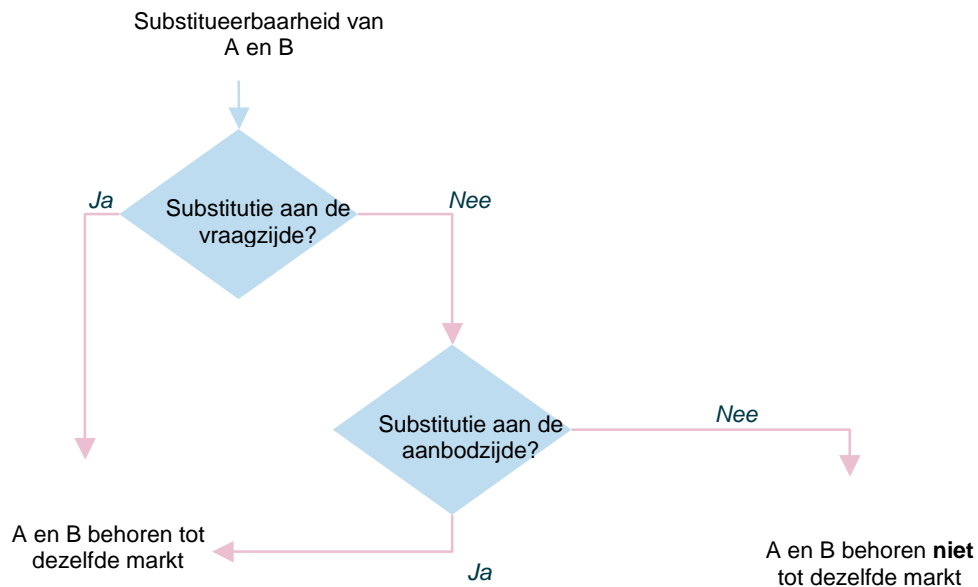 Substitueerbaarheid van
A en B
Ja
Substitutie aan de
vraagzijde?
Nee
Substitutie aan de
aanbodzijde?
Nee
A en B behoren tot
dezelfde markt
Ja
A en B behoren niet
tot dezelfde markt